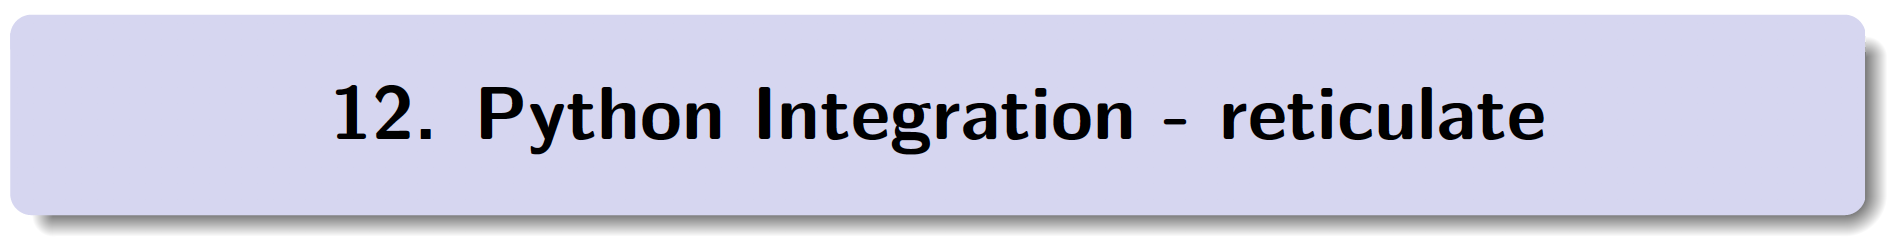 12. Python Integration - reticulate